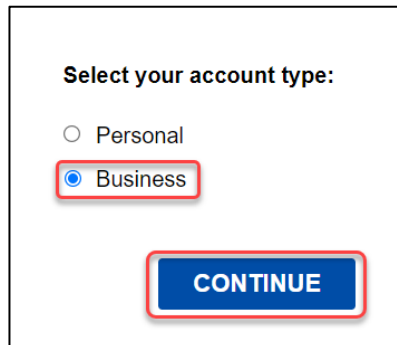 Select your account type:
Personal
Business
CONTINUE